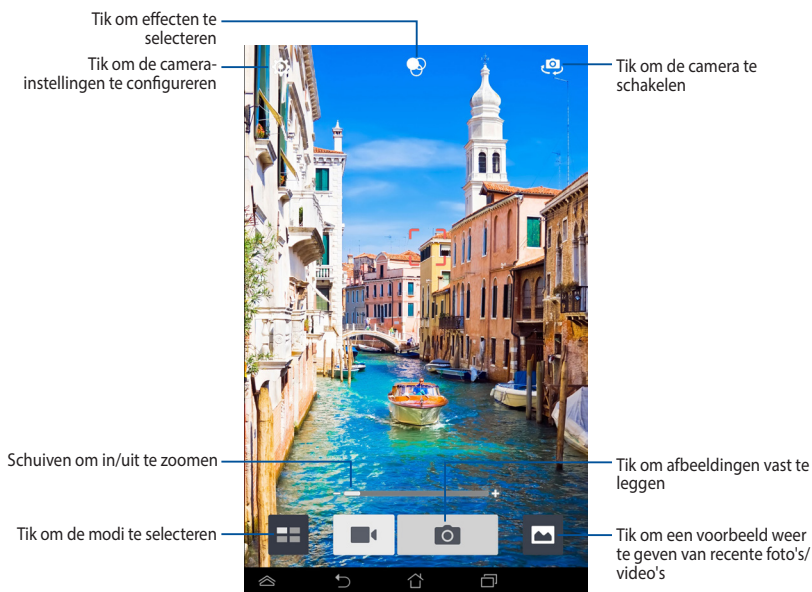 Tik om effecten te
selecteren
Tik om de camera-
instellingen te configureren
Tik om de camera te
schakelen
Schuiven om in/uit te zoomen
Tik om afbeeldingen vast te
leggen
Tik om de modi te selecteren
Tik om een voorbeeld weer
te geven van recente foto's/
video's